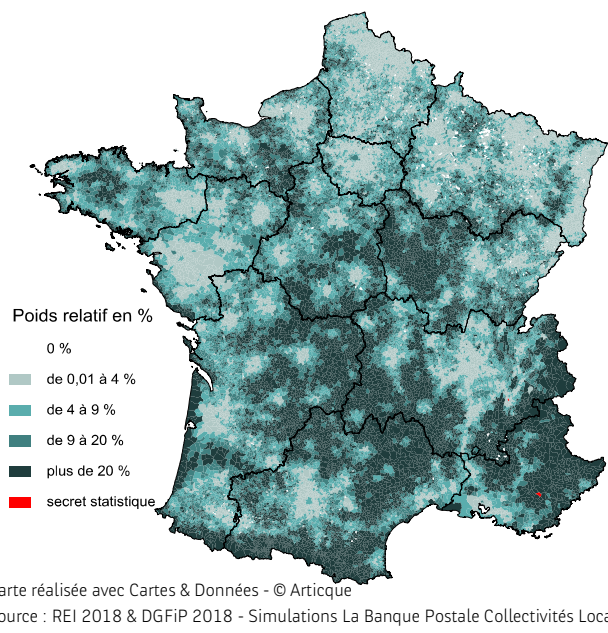 Poids relatif en %
0 %
de 0,01 à 4 %
de 4 à 9 %
de 9 à 20 %
plus de 20 %
secret statistique
arte réalisée avec Cartes & Données - © Articque
ource : REI 2018 & DGFiP 2018 - Simulations La Banque Postale Collectivités Loca